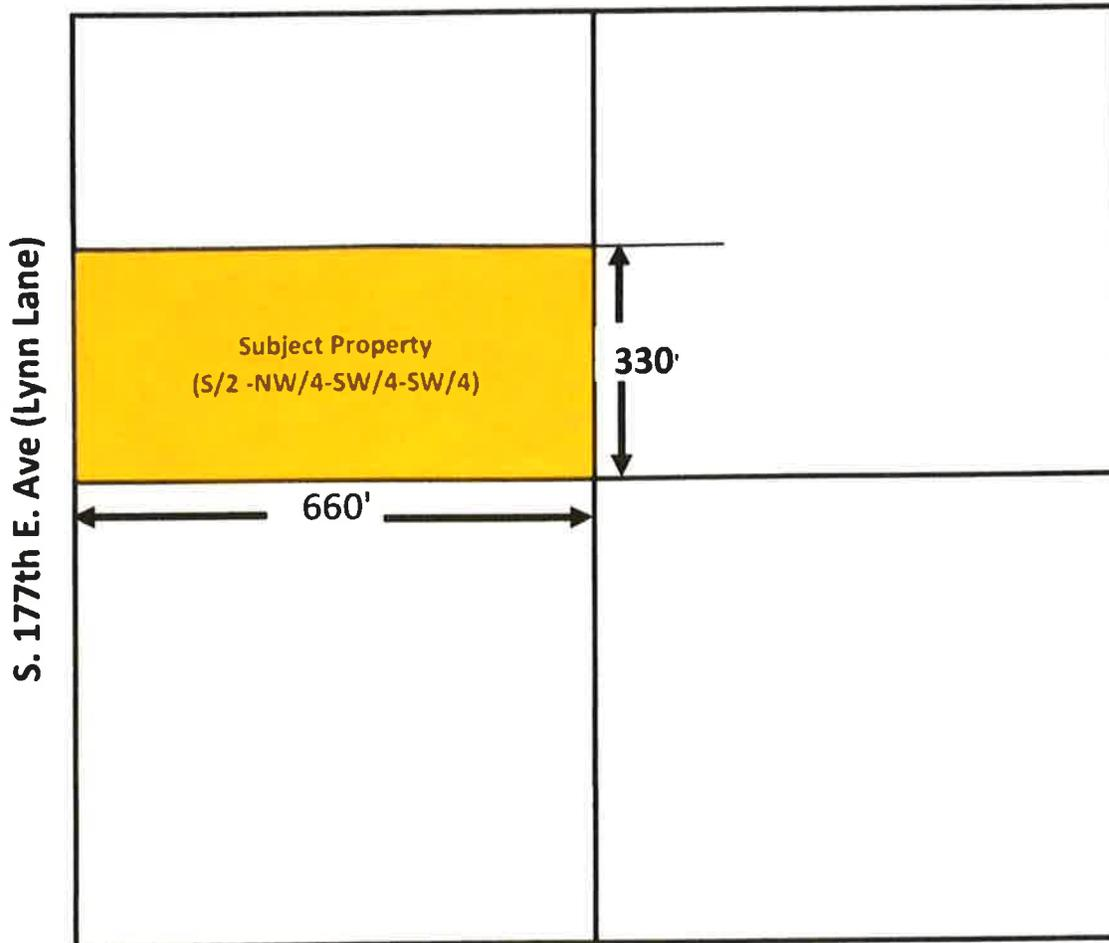 S. 177th E. Ave (Lynn Lane)
Subject Property
(S/2 -NW/4-SW/4-SW/4)
330'
660'